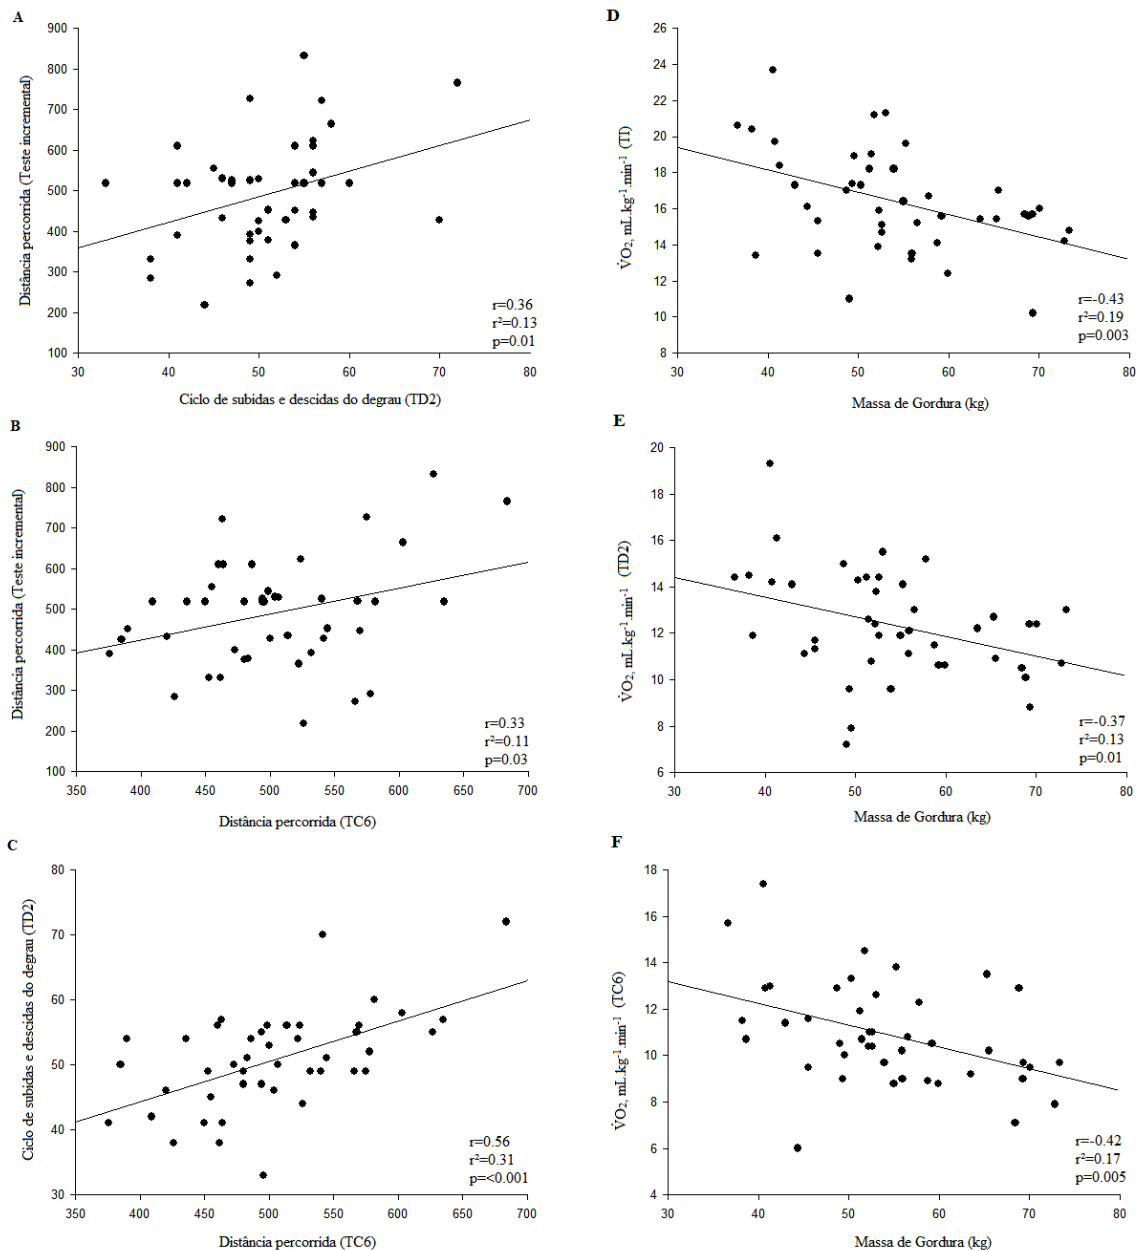 A
900
800
700
600
500
400
300
200
100
30
40
50
60
70
80
Distância percorrida (Teste incremental)
r=0.36
r²=0.13
p=0.01
Ciclo de subidas e descidas do degrau (TD2)
B
900
800
700
600
500
400
300
200
100
350
400
450
500
550
600
650
700
Distância percorrida (Teste incremental)
r=0.33
r²=0.11
p=0.03
Distância percorrida (TC6)
C
80
70
60
50
40
30
350
400
450
500
550
600
650
700
Ciclo de subidas e descidas do degrau (TD2)
r=0.56
r²=0.31
p=<0.001
Distância percorrida (TC6)
D
26
24
22
20
18
16
14
12
10
8
30
40
50
60
70
80
V̇O₂, mL.kg⁻¹.min⁻¹ (TI)
r=-0.43
r²=0.19
p=0.003
Massa de Gordura (kg)
E
20
18
16
14
12
10
8
6
30
40
50
60
70
80
V̇O₂, mL.kg⁻¹.min⁻¹ (TD2)
r=-0.37
r²=0.13
p=0.01
Massa de Gordura (kg)
F
18
16
14
12
10
8
6
4
30
40
50
60
70
80
V̇O₂, mL.kg⁻¹.min⁻¹ (TC6)
r=-0.42
r²=0.17
p=0.005
Massa de Gordura (kg)